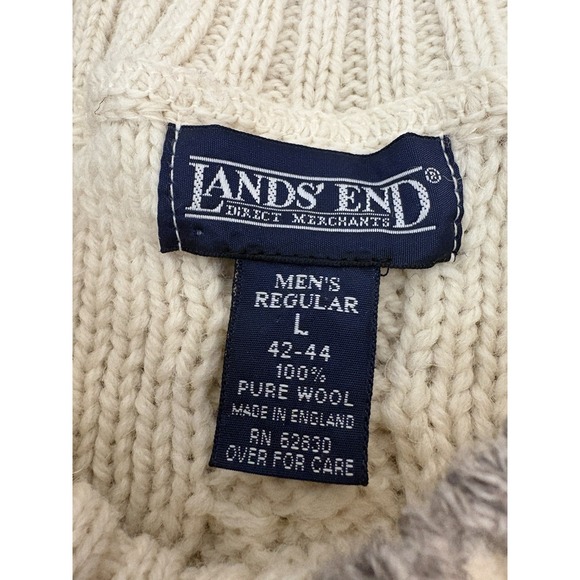 LANDS' END®
DIRECT MERCHANTS
MEN'S
REGULAR
L
42-44
100%
PURE WOOL
MADE IN ENGLAND
RN 62830
OVER FOR CARE